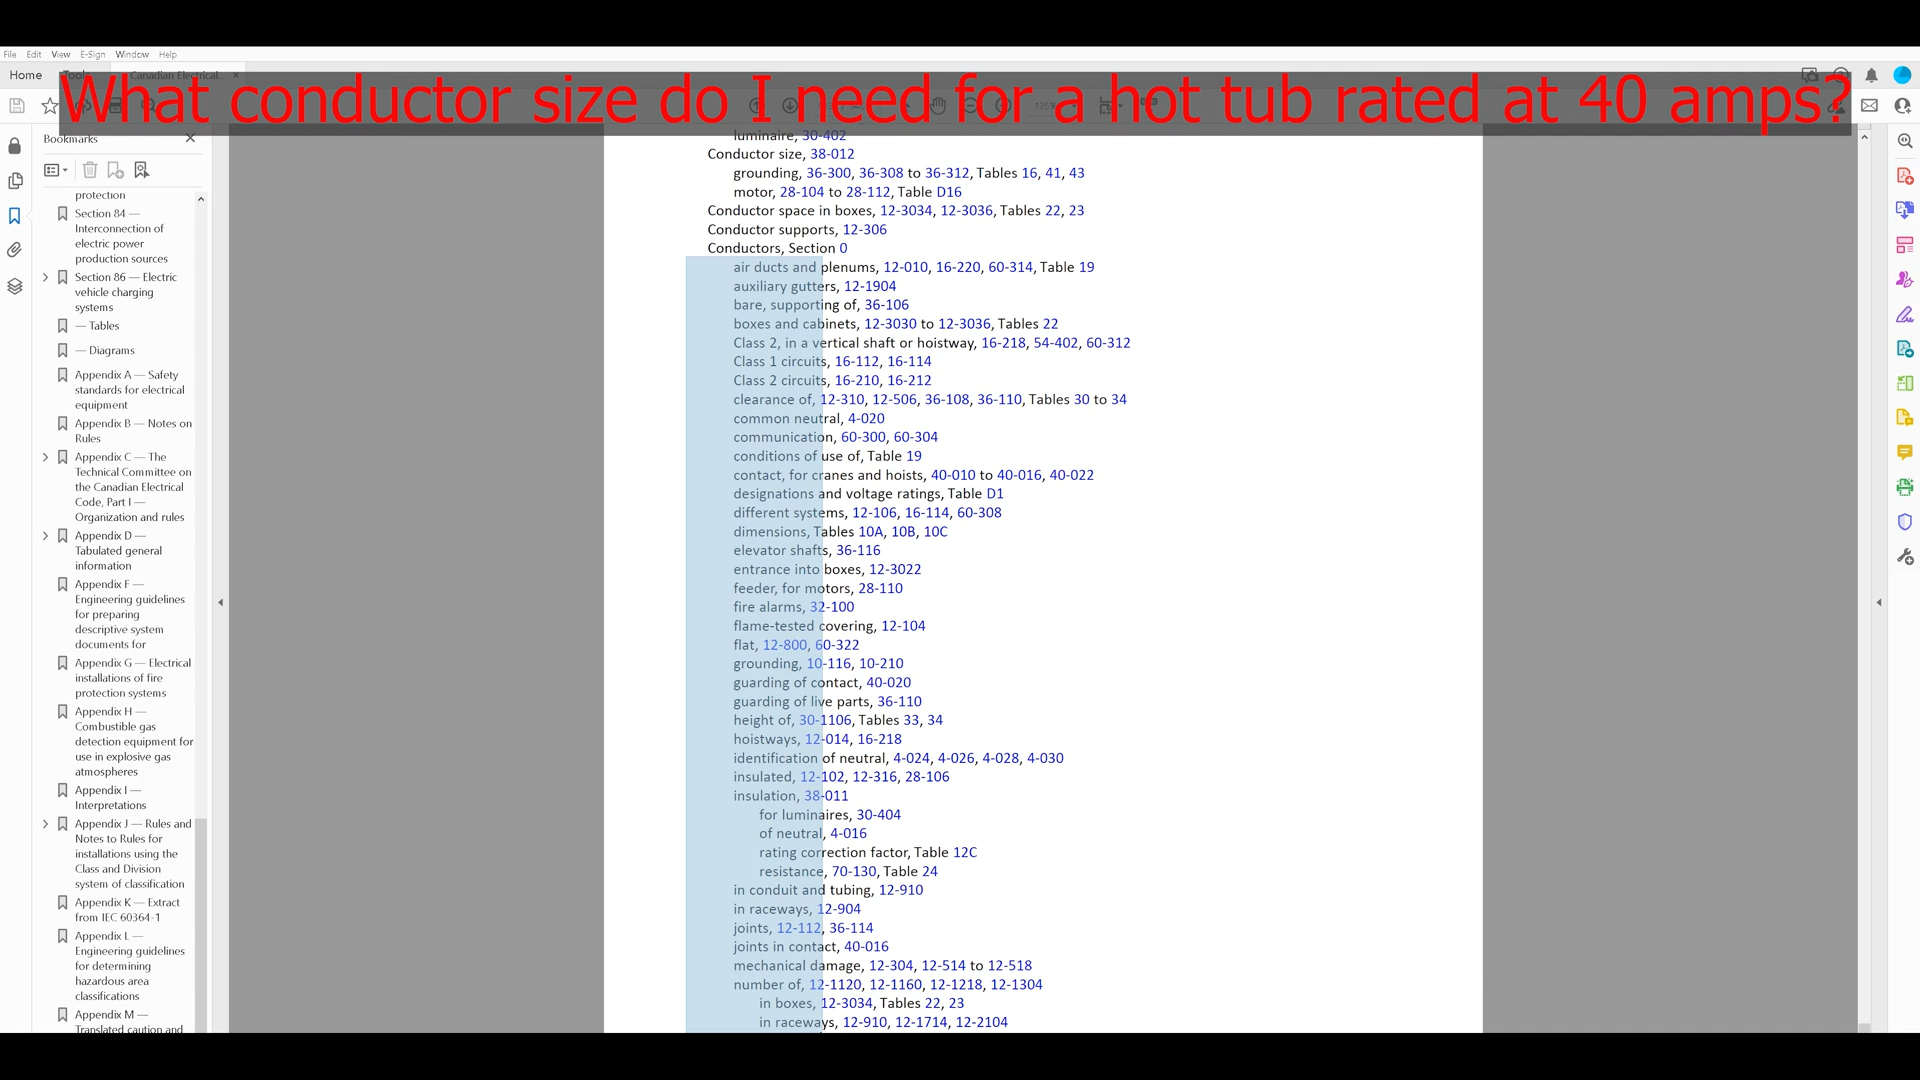 File Edit View E-Sign Window Help
Home Tools Canadian Electrical... ×
What conductor size do I need for a hot tub rated at 40 amps?
125%
Bookmarks
protection
Section 84 —
Interconnection of
electric power
production sources
Section 86 — Electric
vehicle charging
systems
— Tables
— Diagrams
Appendix A — Safety
standards for electrical
equipment
Appendix B — Notes on
Rules
Appendix C — The
Technical Committee on
the Canadian Electrical
Code, Part I —
Organization and rules
Appendix D —
Tabulated general
information
Appendix F —
Engineering guidelines
for preparing
descriptive system
documents for
Appendix G — Electrical
installations of fire
protection systems
Appendix H —
Combustible gas
detection equipment for
use in explosive gas
atmospheres
Appendix I —
Interpretations
Appendix J — Rules and
Notes to Rules for
installations using the
Class and Division
system of classification
Appendix K — Extract
from IEC 60364-1
Appendix L —
Engineering guidelines
for determining
hazardous area
classifications
Appendix M —
Translated caution and
luminaire, 30-402
Conductor size, 38-012
grounding, 36-300, 36-308 to 36-312, Tables 16, 41, 43
motor, 28-104 to 28-112, Table D16
Conductor space in boxes, 12-3034, 12-3036, Tables 22, 23
Conductor supports, 12-306
Conductors, Section 0
air ducts and plenums, 12-010, 16-220, 60-314, Table 19
auxiliary gutters, 12-1904
bare, supporting of, 36-106
boxes and cabinets, 12-3030 to 12-3036, Tables 22
Class 2, in a vertical shaft or hoistway, 16-218, 54-402, 60-312
Class 1 circuits, 16-112, 16-114
Class 2 circuits, 16-210, 16-212
clearance of, 12-310, 12-506, 36-108, 36-110, Tables 30 to 34
common neutral, 4-020
communication, 60-300, 60-304
conditions of use of, Table 19
contact, for cranes and hoists, 40-010 to 40-016, 40-022
designations and voltage ratings, Table D1
different systems, 12-106, 16-114, 60-308
dimensions, Tables 10A, 10B, 10C
elevator shafts, 36-116
entrance into boxes, 12-3022
feeder, for motors, 28-110
fire alarms, 32-100
flame-tested covering, 12-104
flat, 12-800, 60-322
grounding, 10-116, 10-210
guarding of contact, 40-020
guarding of live parts, 36-110
height of, 30-1106, Tables 33, 34
hoistways, 12-014, 16-218
identification of neutral, 4-024, 4-026, 4-028, 4-030
insulated, 12-102, 12-316, 28-106
insulation, 38-011
for luminaires, 30-404
of neutral, 4-016
rating correction factor, Table 12C
resistance, 70-130, Table 24
in conduit and tubing, 12-910
in raceways, 12-904
joints, 12-112, 36-114
joints in contact, 40-016
mechanical damage, 12-304, 12-514 to 12-518
number of, 12-1120, 12-1160, 12-1218, 12-1304
in boxes, 12-3034, Tables 22, 23
in raceways, 12-910, 12-1714, 12-2104